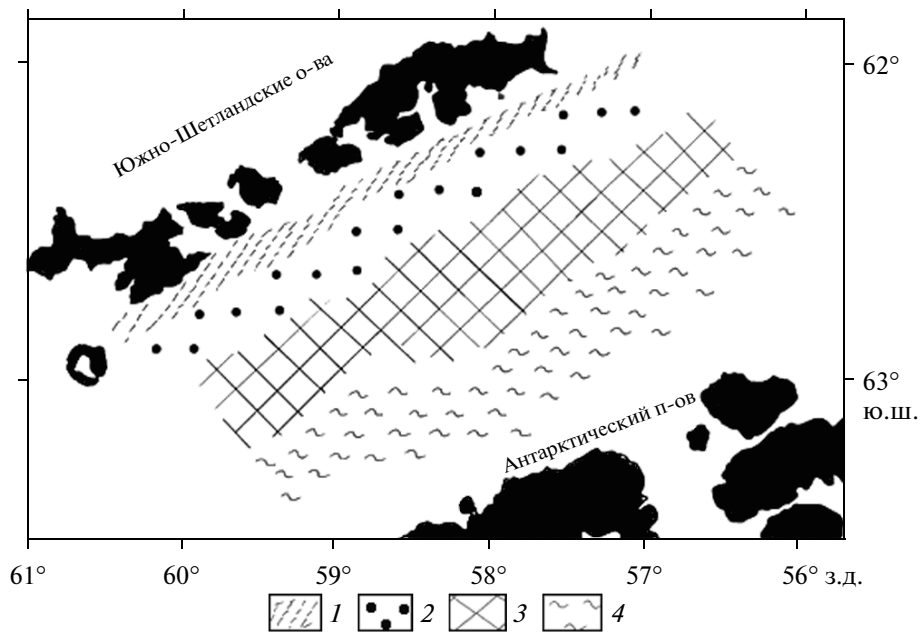 Южно-Шетландские о-ва
62°
63°
ю.ш.
Антарктический п-ов
61° 60° 59° 58° 57° 56° з.д.
1 2 3 4